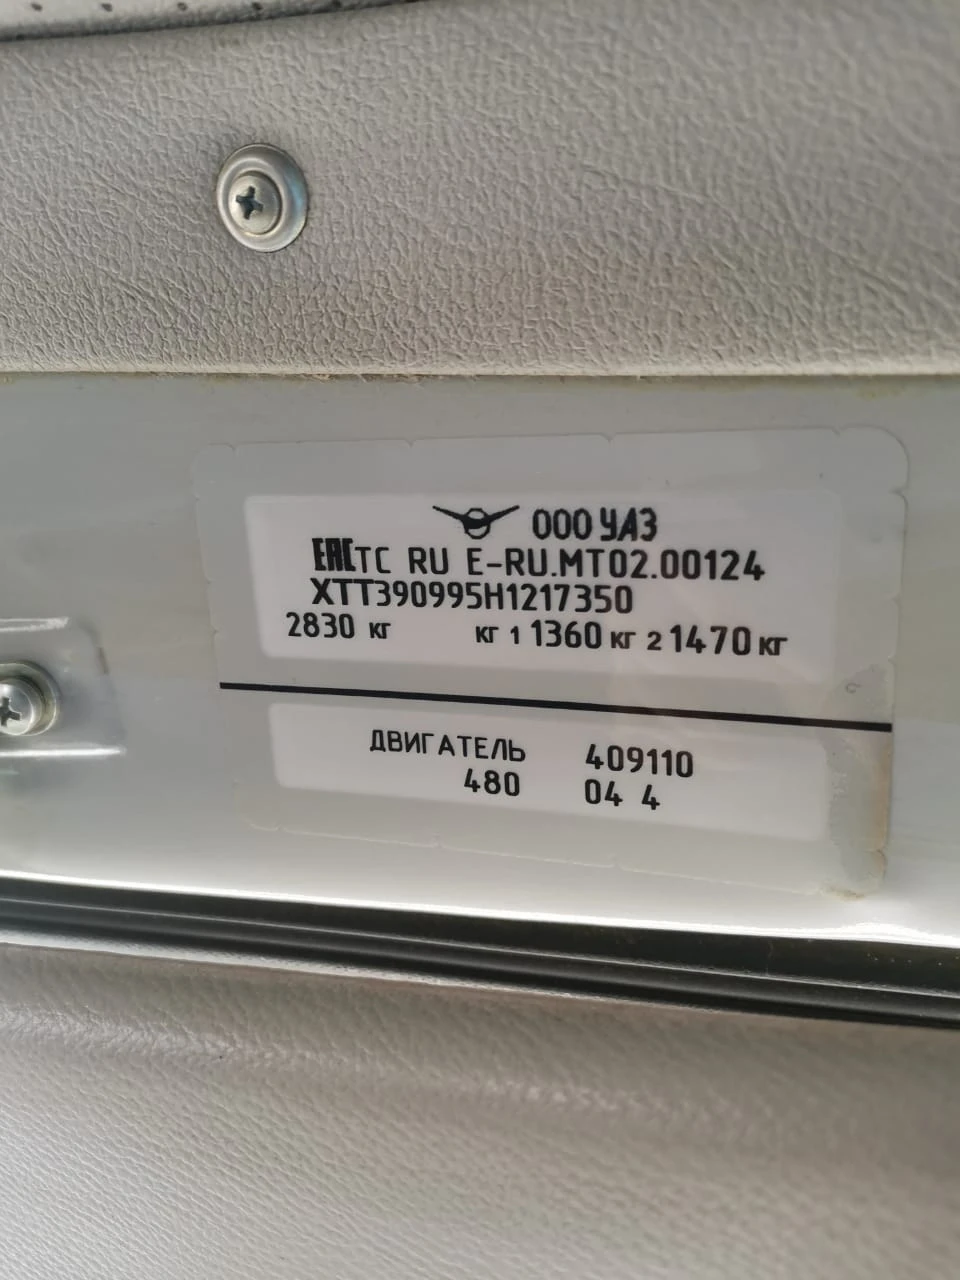 ООО УАЗ
ЕАС ТС RU E-RU.MT02.00124
XTT390995H1217350
2830 кг кг 1 1360 кг 2 1470 кг
ДВИГАТЕЛЬ 409110
480 04 4